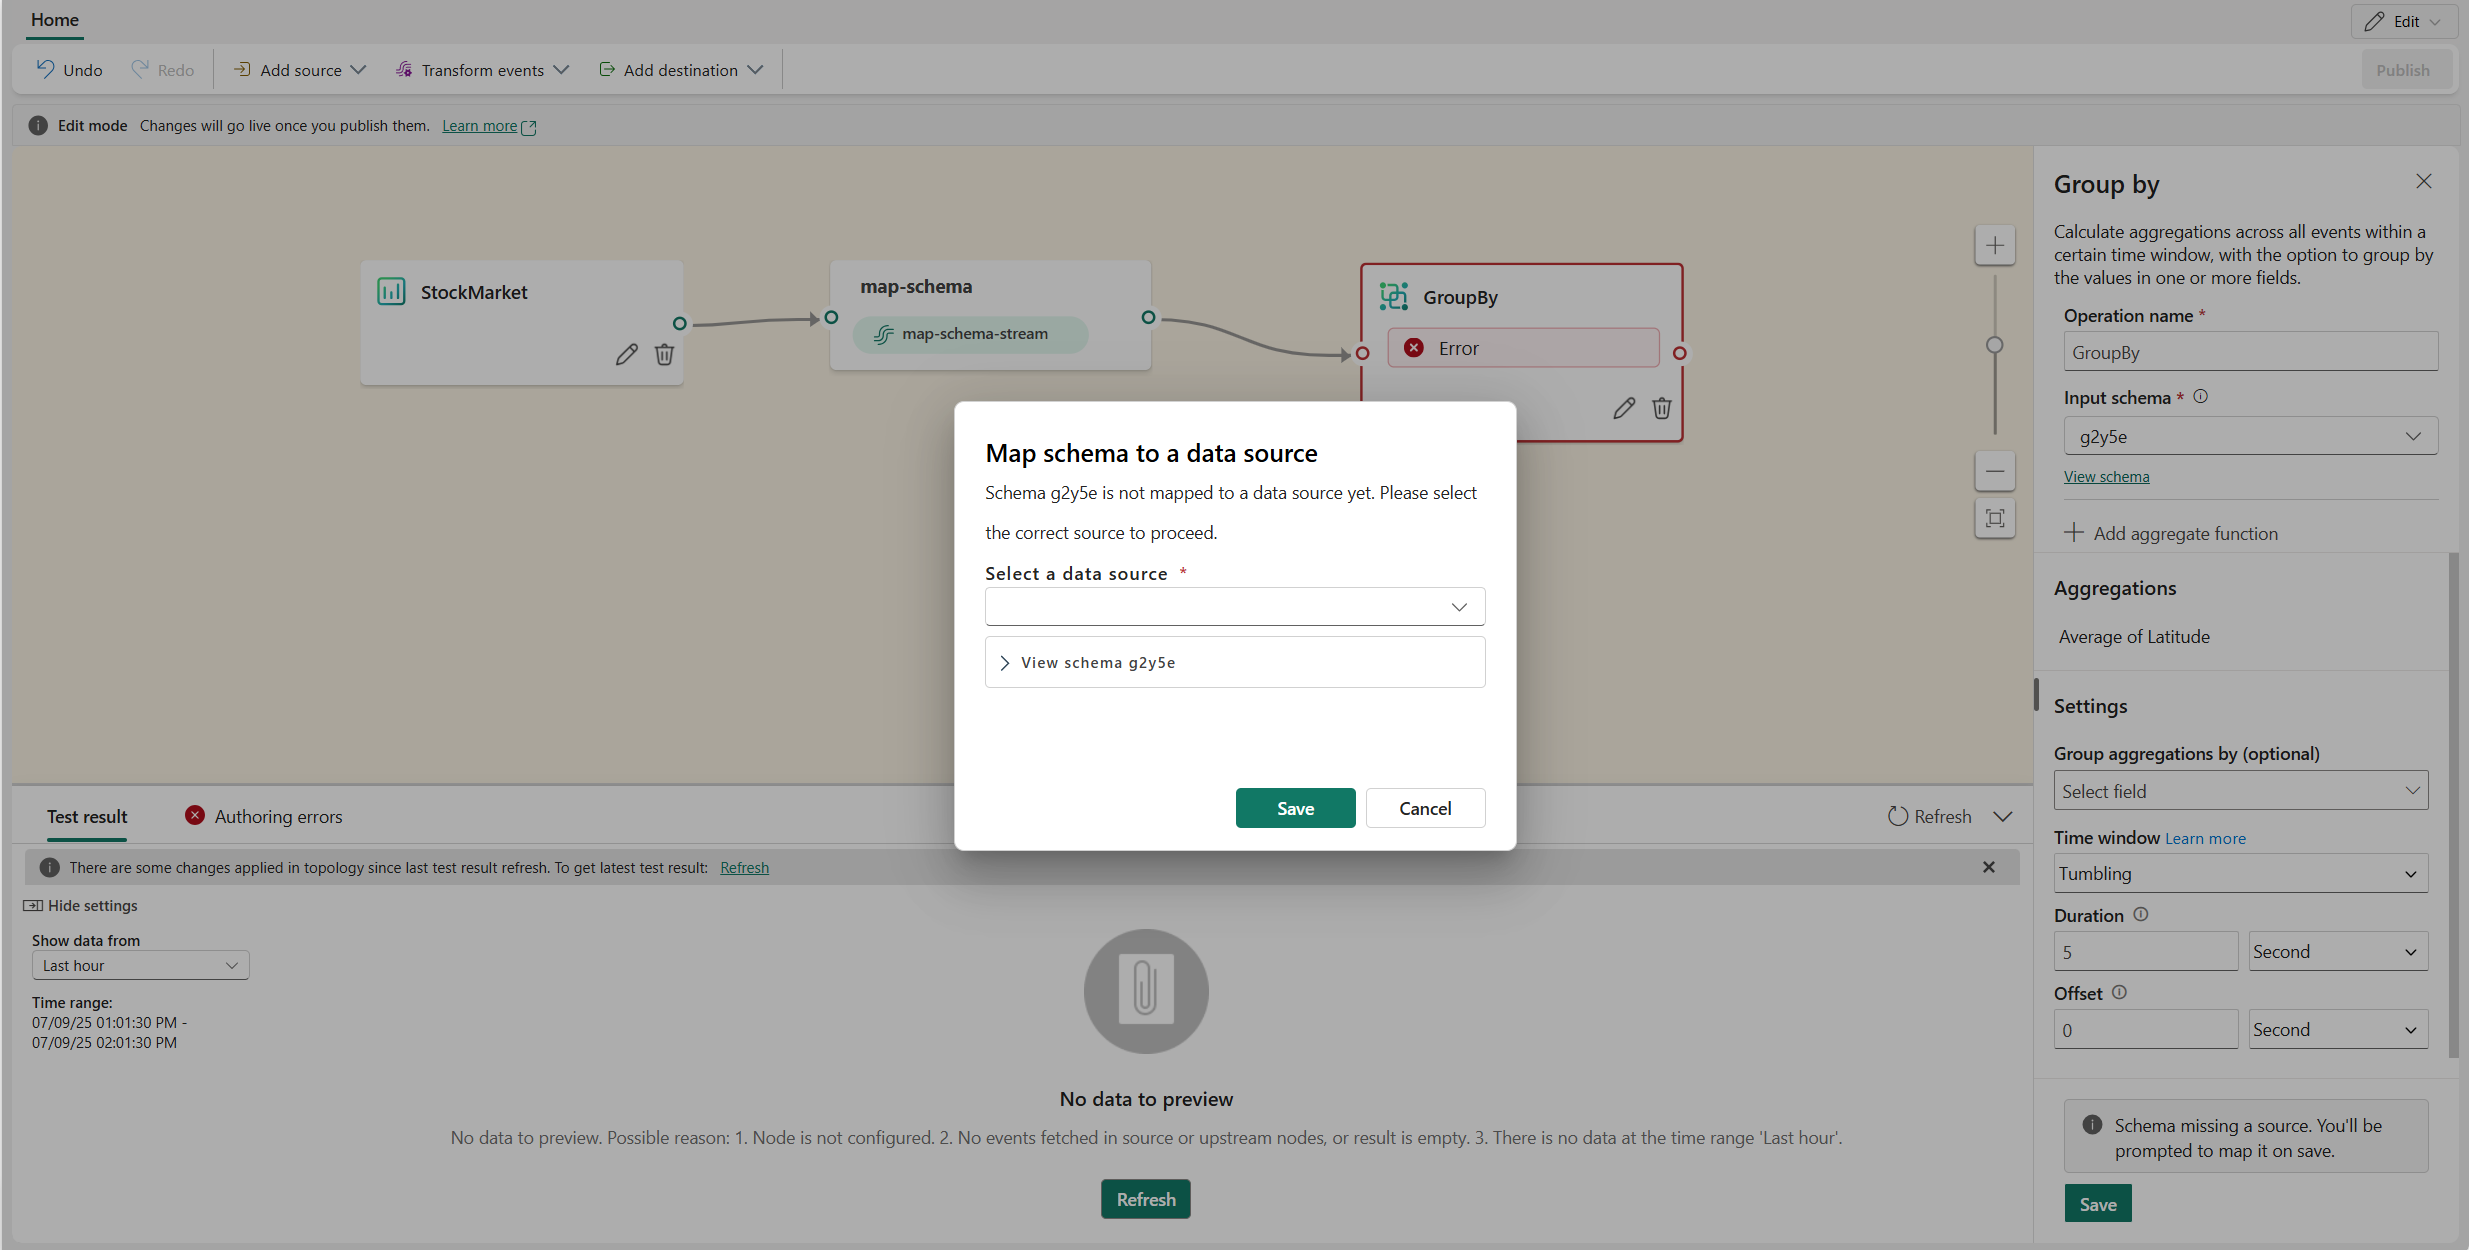 Home
Edit
Undo
Redo
Add source
Transform events
Add destination
Publish
Edit mode Changes will go live once you publish them. Learn more
StockMarket
map-schema
map-schema-stream
GroupBy
Error
Group by
Calculate aggregations across all events within a
certain time window, with the option to group by
the values in one or more fields.
Operation name *
GroupBy
Input schema *
g2y5e
View schema
Add aggregate function
Aggregations
Average of Latitude
Settings
Group aggregations by (optional)
Select field
Time window Learn more
Tumbling
Duration
5
Second
Offset
0
Second
Schema missing a source. You'll be
prompted to map it on save.
Save
Map schema to a data source
Schema g2y5e is not mapped to a data source yet. Please select
the correct source to proceed.
Select a data source *
View schema g2y5e
Save
Cancel
Test result
Authoring errors
Refresh
There are some changes applied in topology since last test result refresh. To get latest test result: Refresh
Hide settings
Show data from
Last hour
Time range:
07/09/25 01:01:30 PM -
07/09/25 02:01:30 PM
No data to preview
No data to preview. Possible reason: 1. Node is not configured. 2. No events fetched in source or upstream nodes, or result is empty. 3. There is no data at the time range 'Last hour'.
Refresh